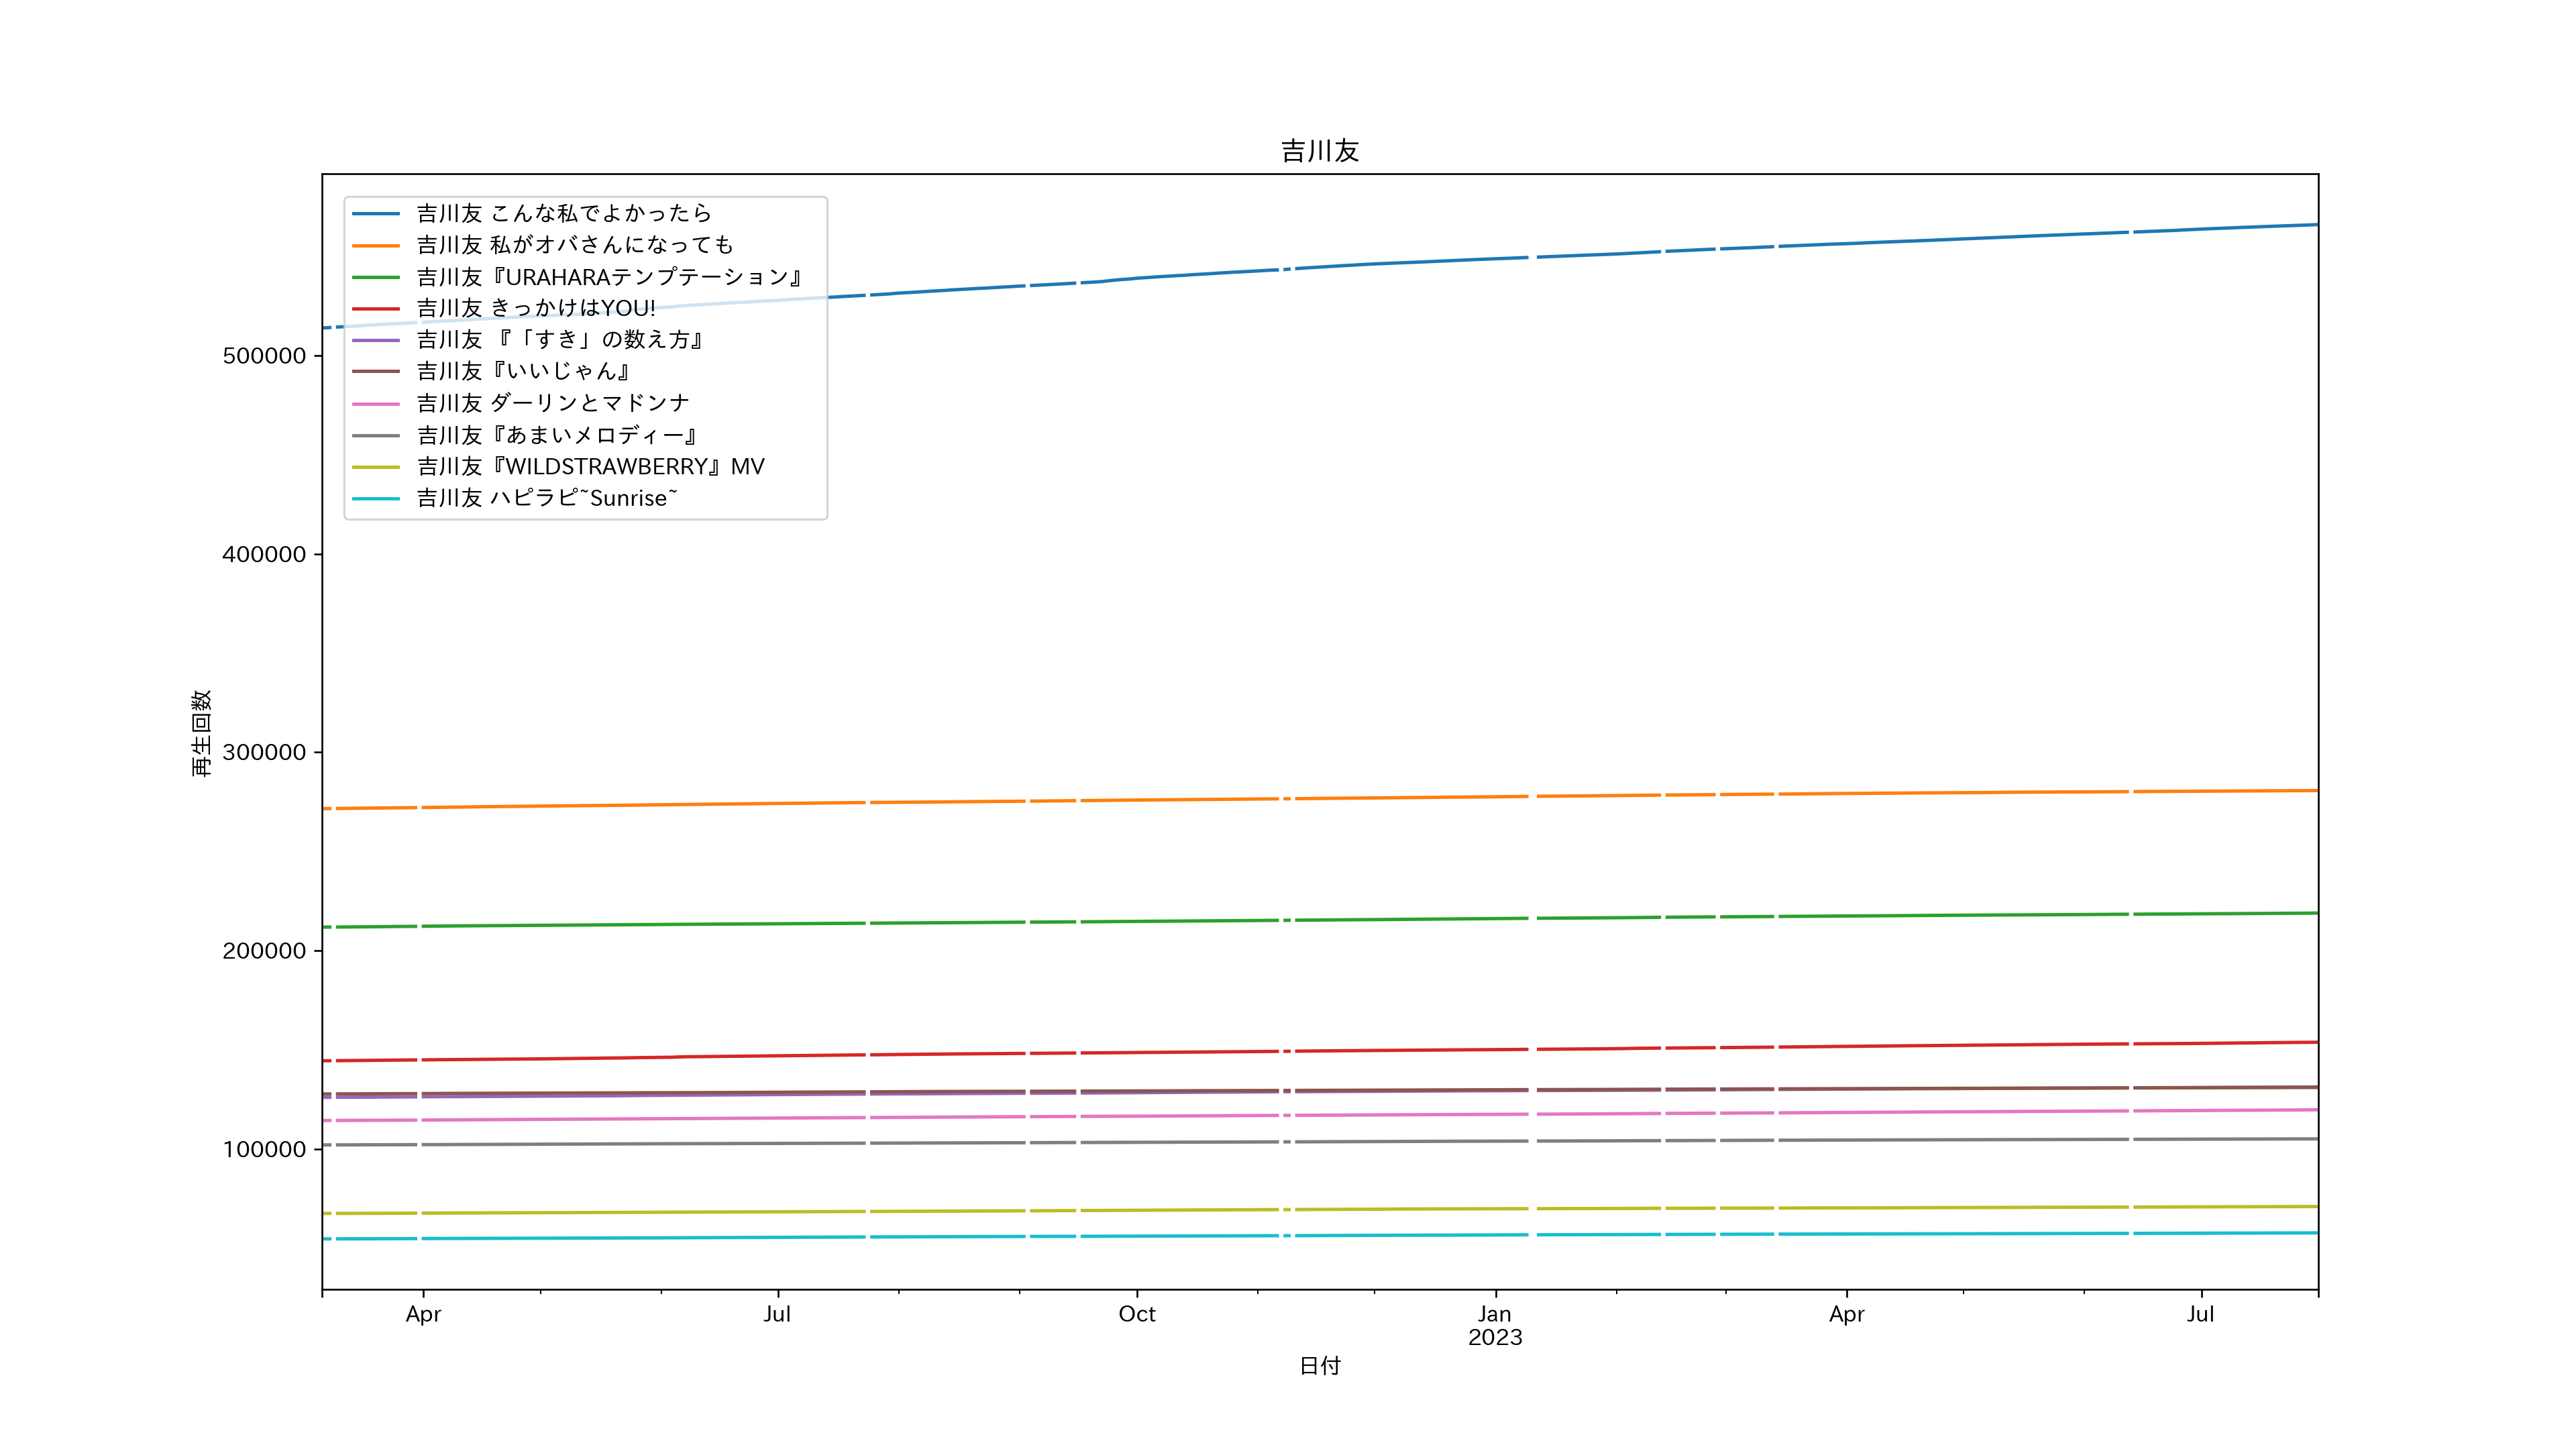 吉川友
吉川友 こんな私でよかったら
吉川友 私がオバさんになっても
吉川友『URAHARAテンプテーション』
吉川友 きっかけはYOU!
吉川友 『「すき」の数え方』
吉川友『いいじゃん』
吉川友 ダーリンとマドンナ
吉川友『あまいメロディー』
吉川友『WILDSTRAWBERRY』MV
吉川友 ハピラピ~Sunrise~
500000
400000
300000
200000
100000
再生回数
Apr
Jul
Oct
Jan
2023
Apr
Jul
日付